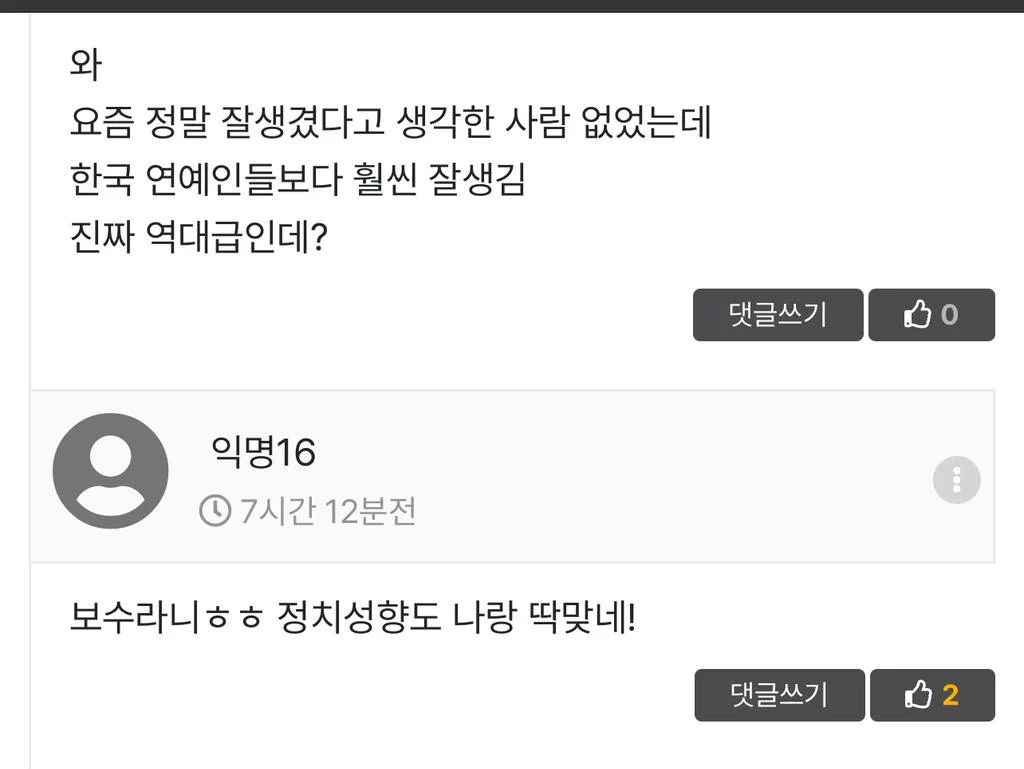 와
요즘 정말 잘생겼다고 생각한 사람 없었는데
한국 연예인들보다 훨씬 잘생김
진짜 역대급인데?
댓글쓰기 0
익명16
7시간 12분전
보수라니ㅎㅎ 정치성향도 나랑 딱맞네!
댓글쓰기 2